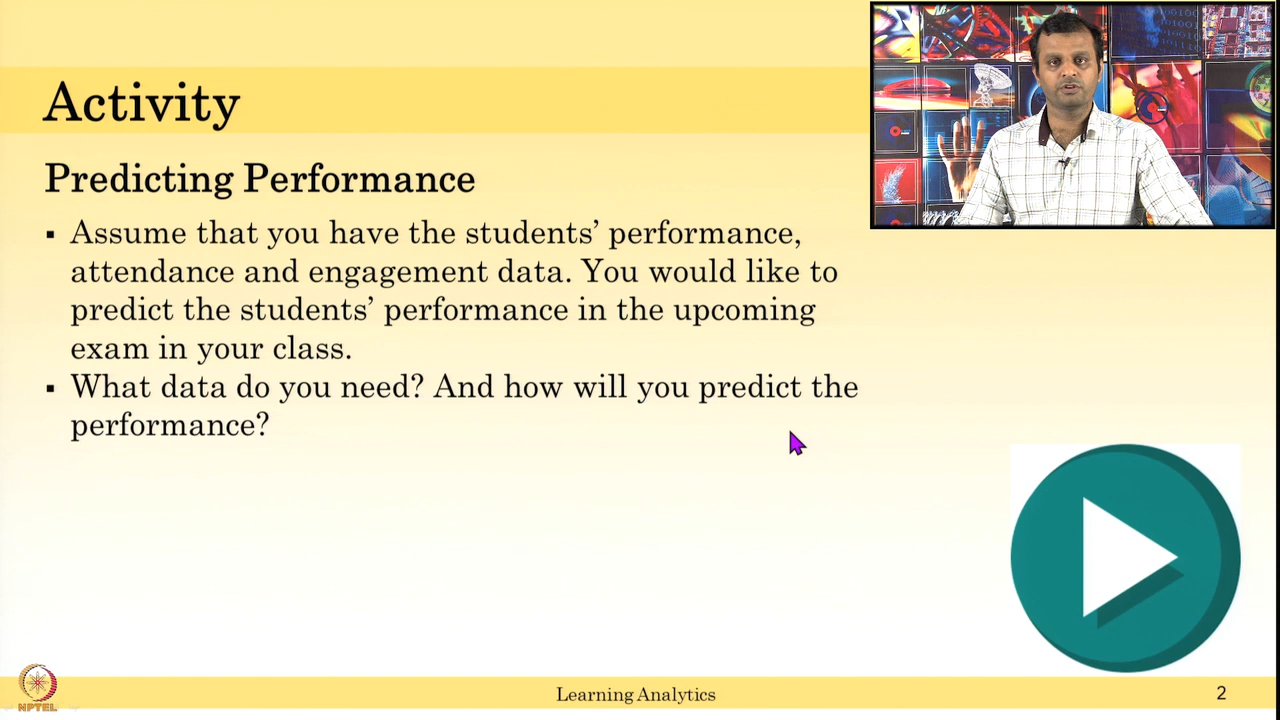 Activity
Predicting Performance
▪ Assume that you have the students’ performance,
attendance and engagement data. You would like to
predict the students’ performance in the upcoming
exam in your class.
▪ What data do you need? And how will you predict the
performance?
NPTEL
Learning Analytics
2